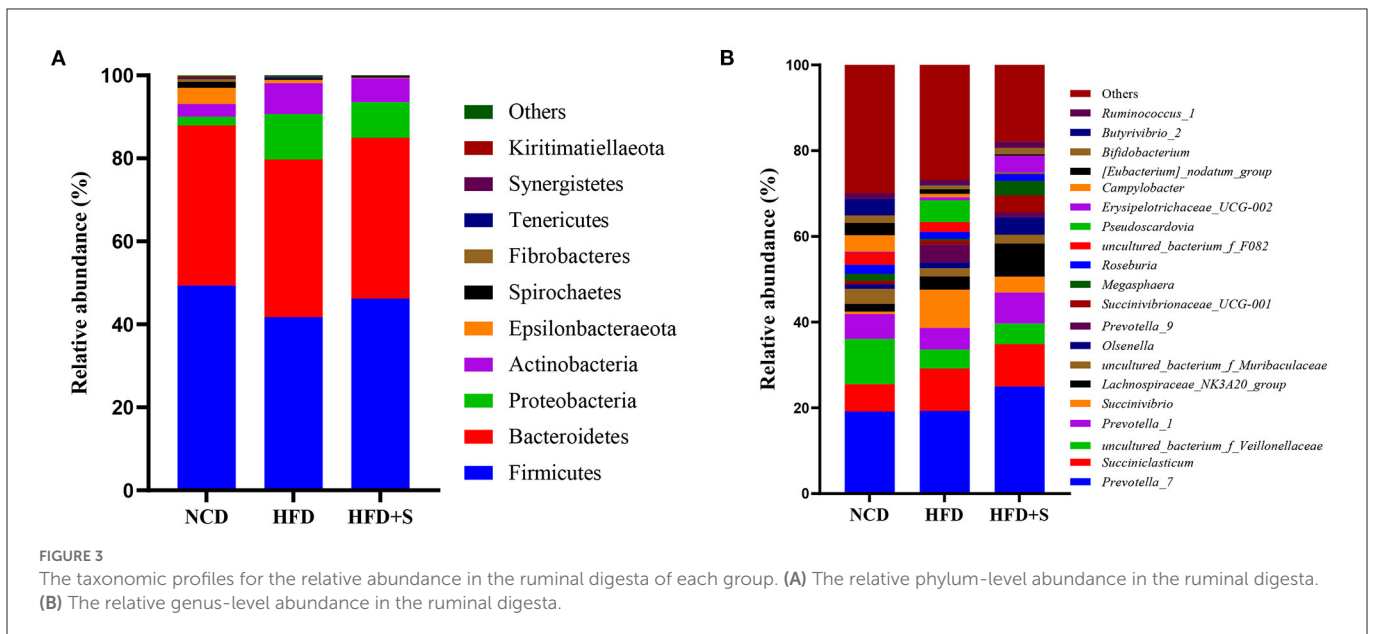 A
100
80
60
40
20
0
Relative abundance (%)
NCD
HFD
HFD+S
Others
Kiritimatiellaeota
Synergistetes
Tenericutes
Fibrobacteres
Spirochaetes
Epsilonbacteraeota
Actinobacteria
Proteobacteria
Bacteroidetes
Firmicutes
B
100
80
60
40
20
0
Relative abundance (%)
NCD
HFD
HFD+S
Others
Ruminococcus_1
Butyrivibrio_2
Bifidobacterium
[Eubacterium]_nodatum_group
Campylobacter
Erysipelotrichaceae_UCG-002
Pseudoscardovia
uncultured_bacterium_f_F082
Roseburia
Megasphaera
Succinivibrionaceae_UCG-001
Prevotella_9
Olsenella
uncultured_bacterium_f_Muribaculaceae
Lachnospiraceae_NK3A20_group
Succinivibrio
Prevotella_1
uncultured_bacterium_f_Veillonellaceae
Succiniclasticum
Prevotella_7
FIGURE 3
The taxonomic profiles for the relative abundance in the ruminal digesta of each group. (A) The relative phylum-level abundance in the ruminal digesta.
(B) The relative genus-level abundance in the ruminal digesta.